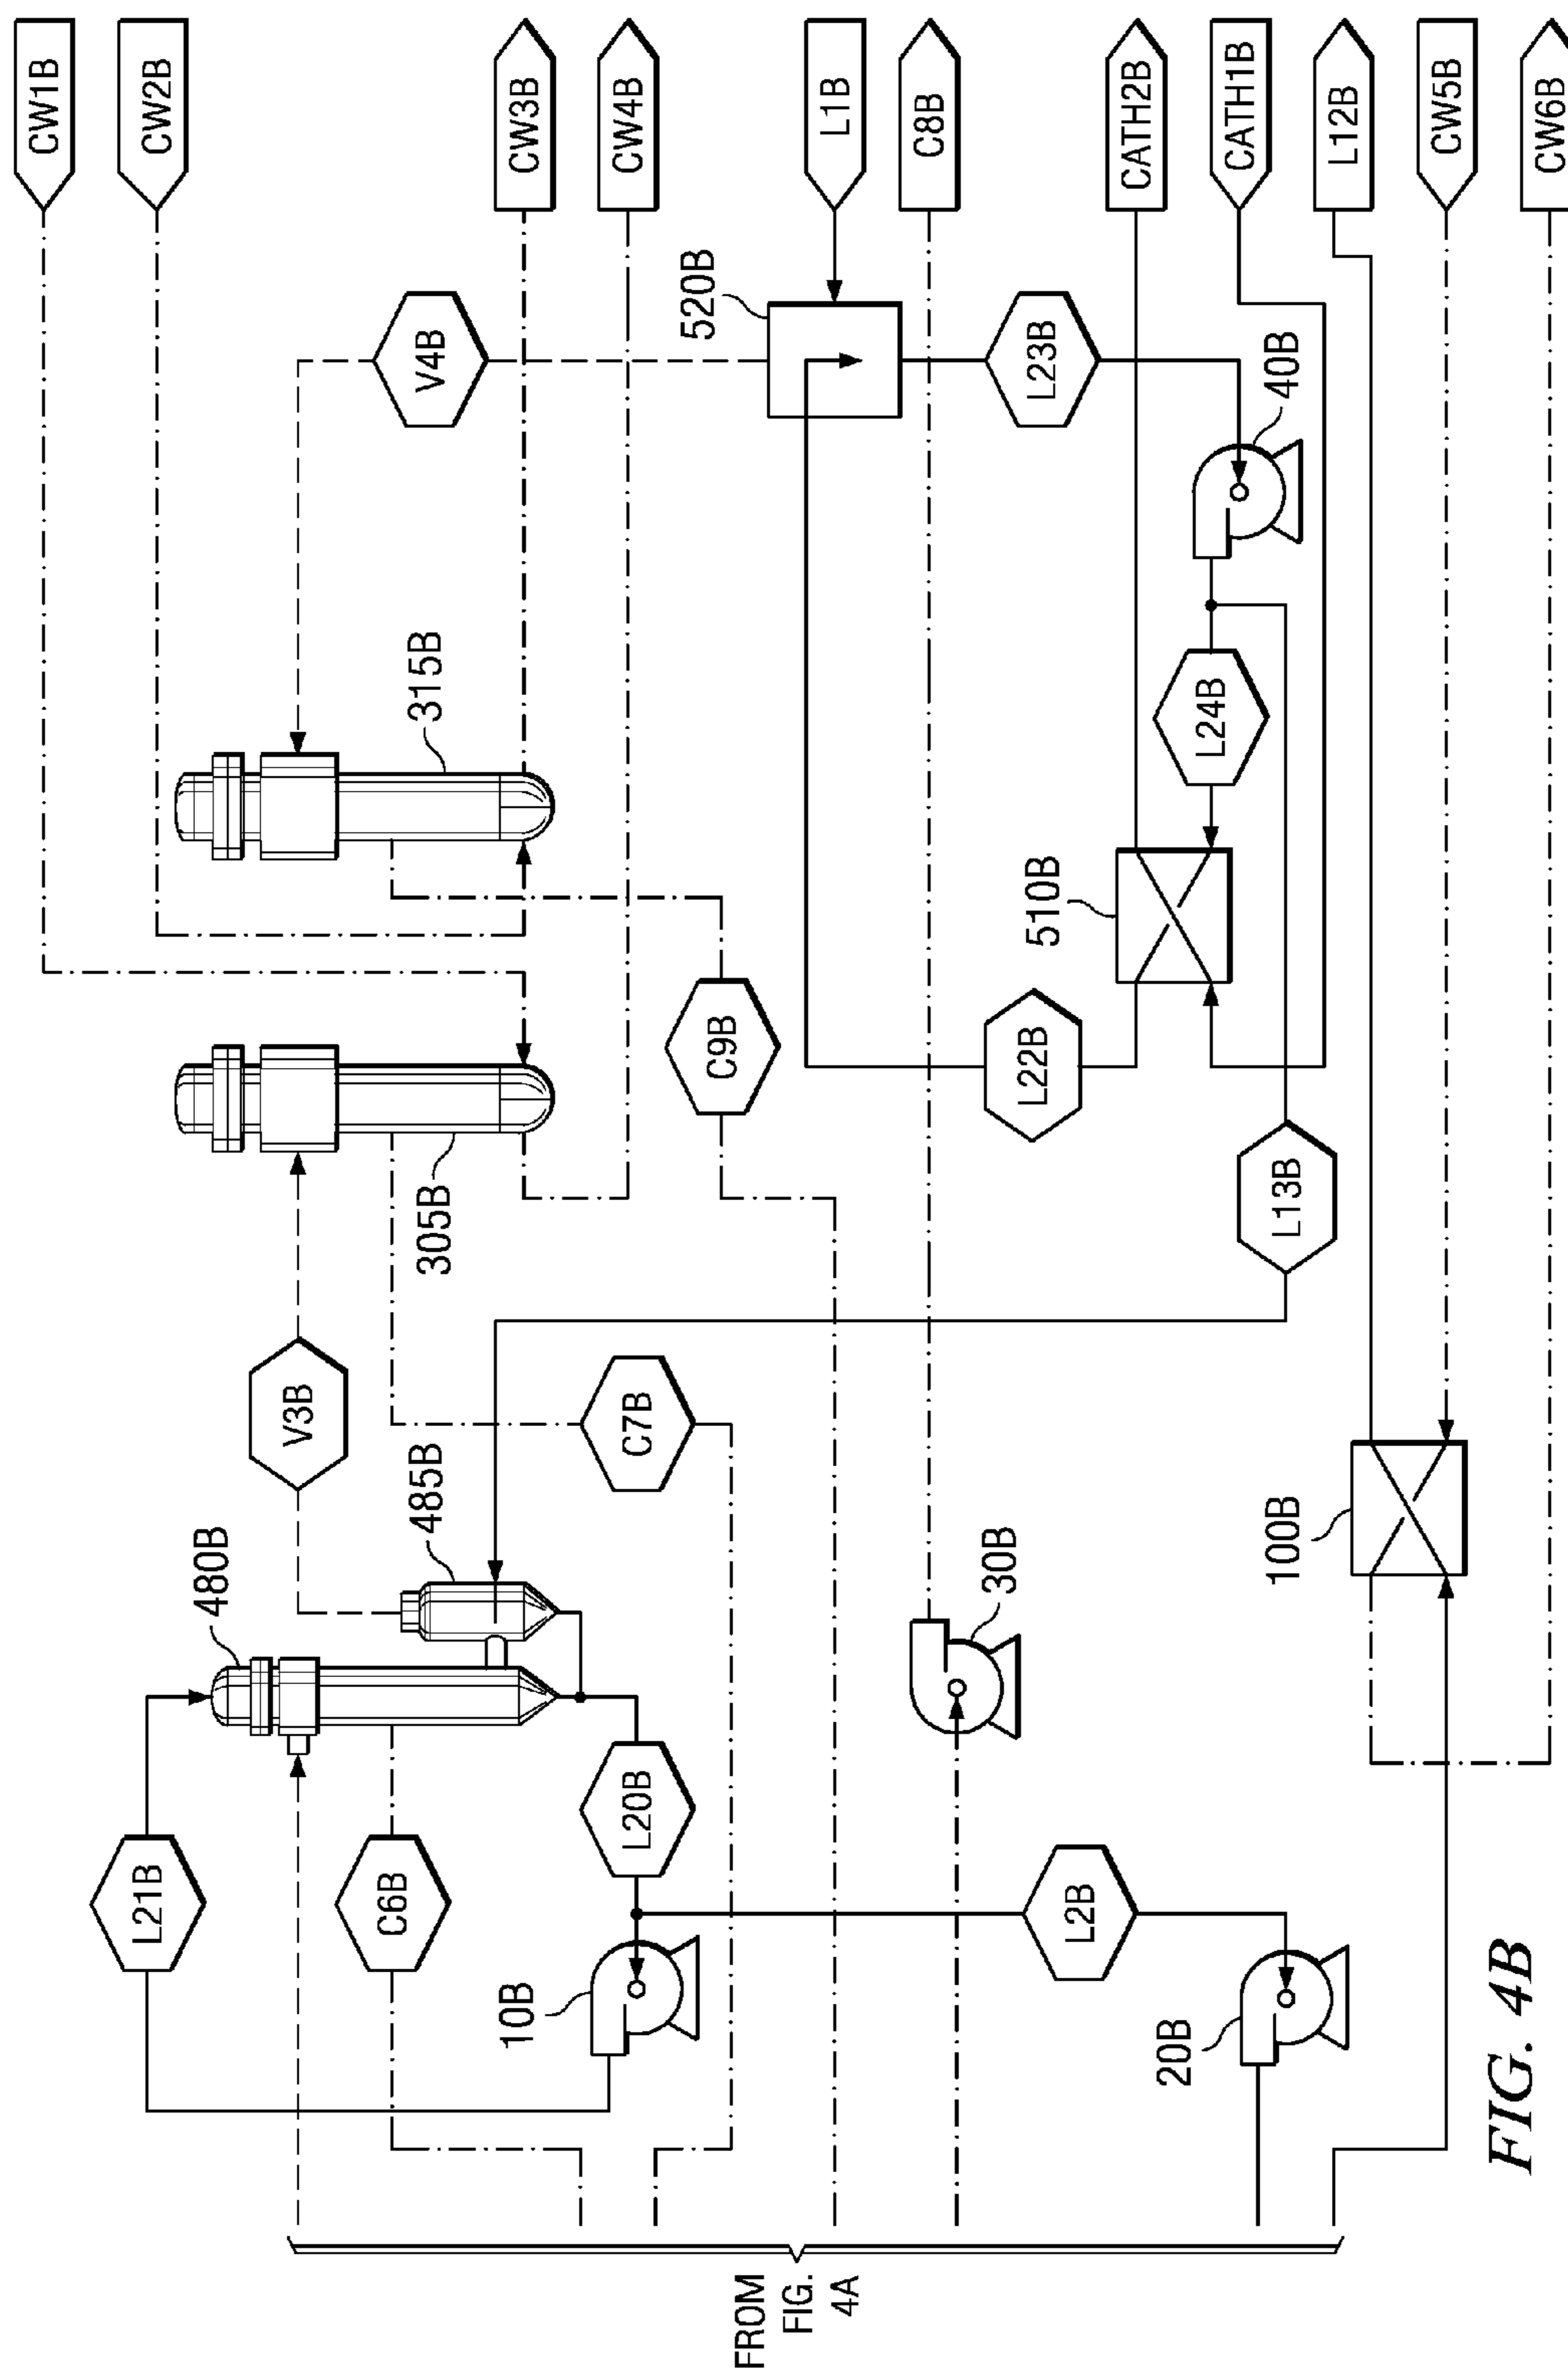 CW1B
CW2B
CW3B
CW4B
L1B
C8B
CATH2B
CATH1B
L12B
CW5B
CW6B
V4B
520B
L23B
40B
315B
L24B
510B
C9B
L22B
305B
L13B
V3B
C7B
485B
480B
30B
100B
L20B
L21B
C6B
L2B
10B
20B
FROM
FIG.
4A
FIG. 4B